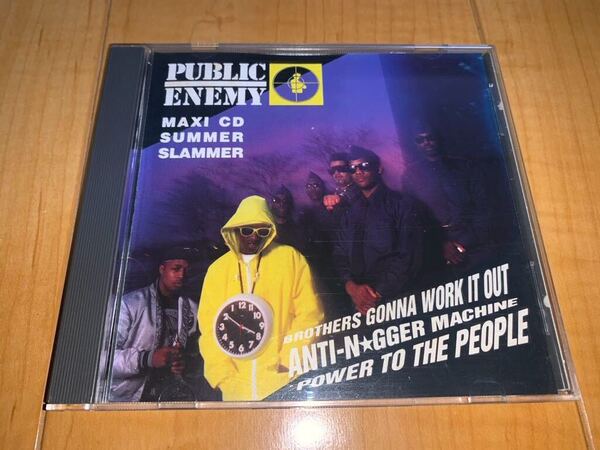 PUBLIC
ENEMY
MAXI CD
SUMMER
SLAMMER
BROTHERS GONNA WORK IT OUT
ANTI-N★GGER MACHINE
POWER TO THE PEOPLE